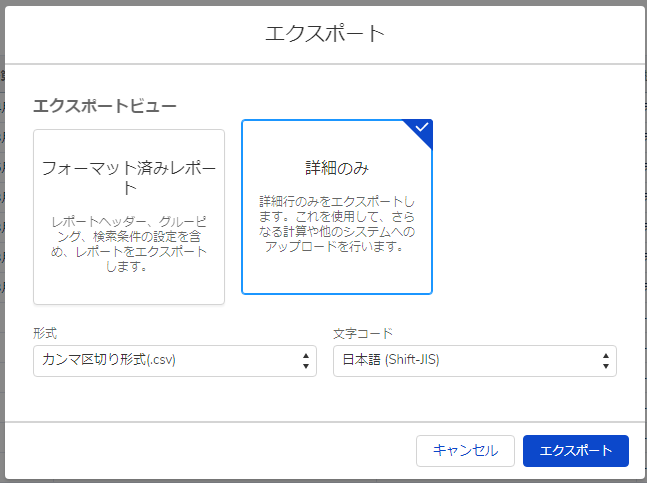 エクスポート
エクスポートビュー
フォーマット済みレポー
ト
レポートヘッダー、グルーピ
ング、検索条件の設定を含
め、レポートをエクスポート
します。
詳細のみ
詳細行のみをエクスポートし
ます。これを使用して、さら
なる計算や他のシステムへの
アップロードを行います。
形式
カンマ区切り形式(.csv)
文字コード
日本語 (Shift-JIS)
キャンセル
エクスポート